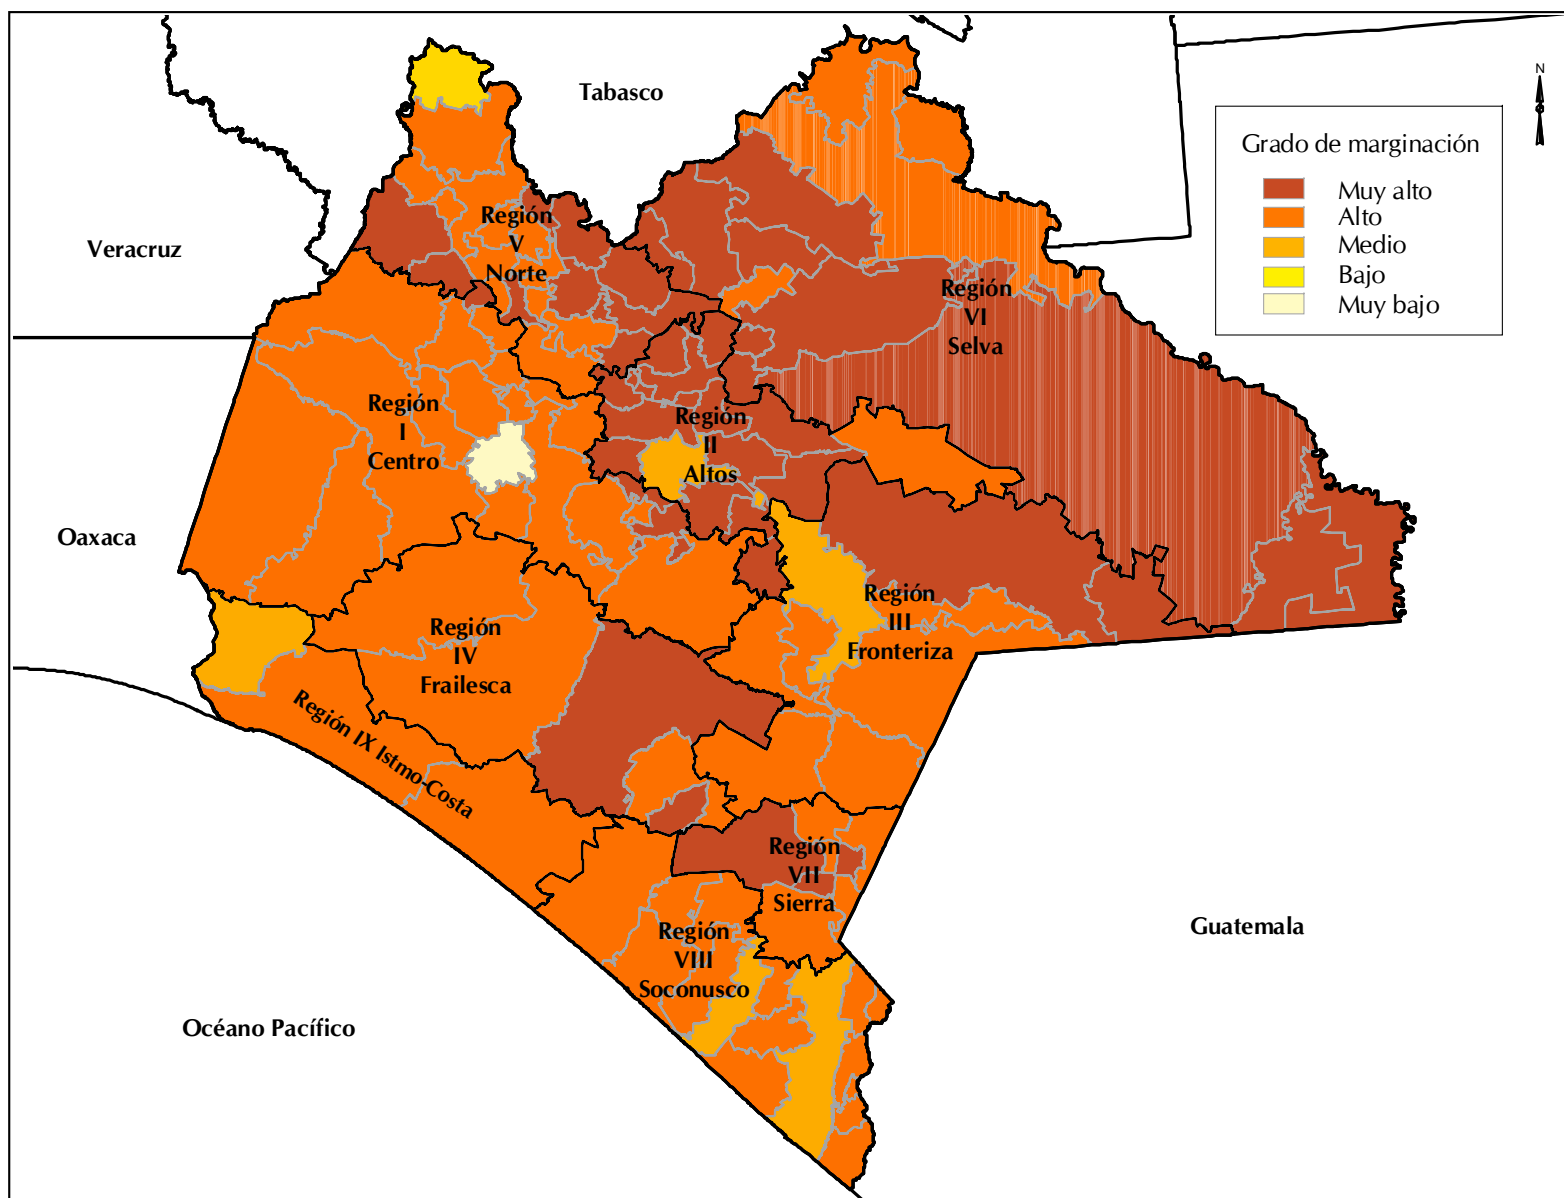 Tabasco
N
Grado de marginación
Muy alto
Alto
Medio
Bajo
Muy bajo
Veracruz
Región
V
Norte
Región
VI
Selva
Región
I
Centro
Región
II
Altos
Oaxaca
Región
III
Fronteriza
Región
IV
Frailesca
Región IX Istmo-Costa
Región
VII
Sierra
Región
VIII
Soconusco
Guatemala
Océano Pacífico